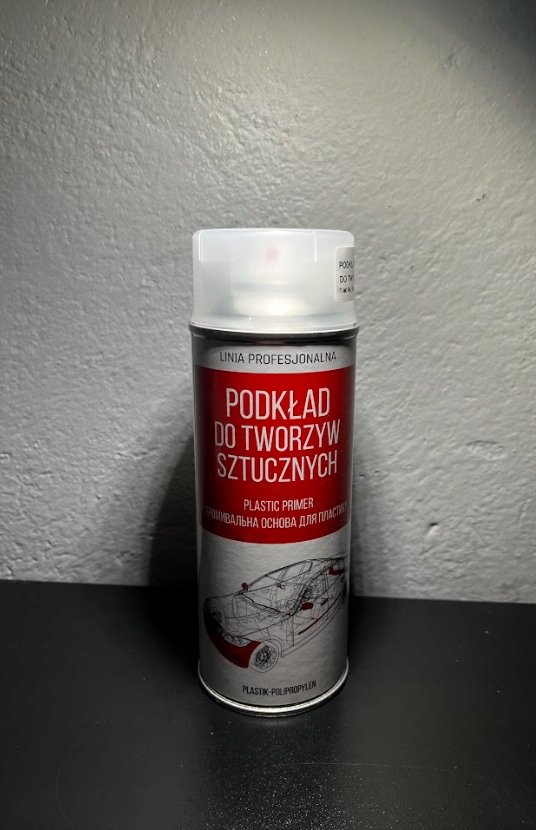 LINIA PROFESJONALNA
PODKŁAD
DO TWORZYW
SZTUCZNYCH
PLASTIC PRIMER
ОСНОВА ДЛЯ
PLASTIK-POLIPROPYLEN